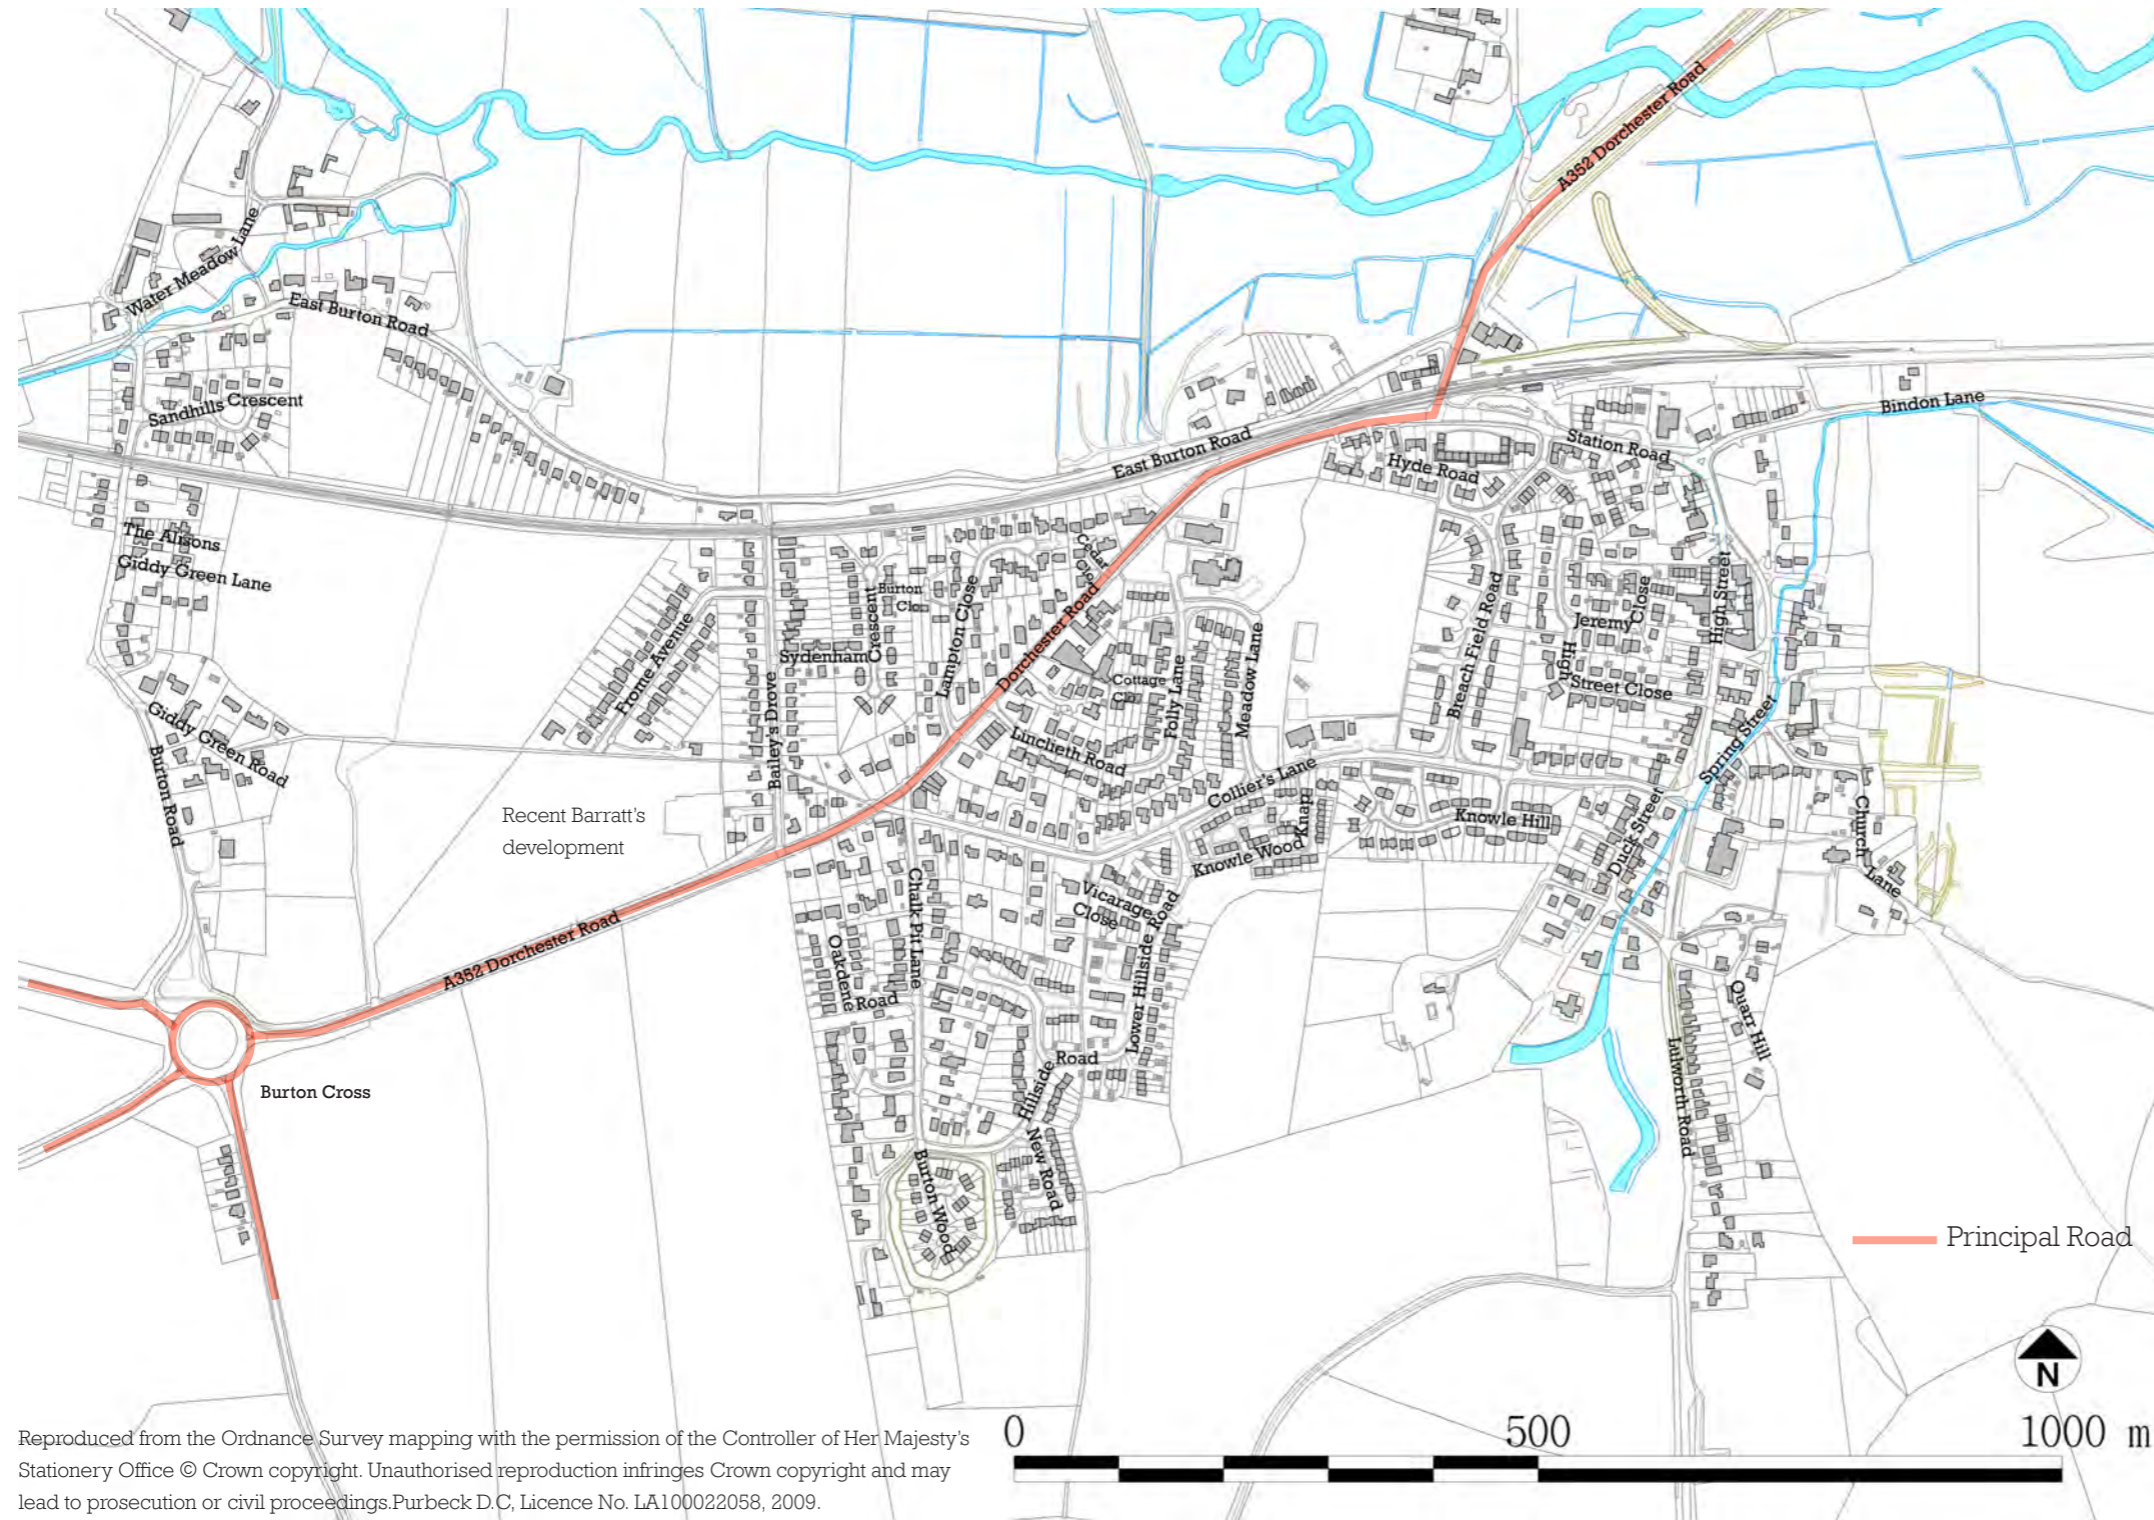 A352 Dorchester Road
Water Meadow Lane
East Burton Road
Sandhills Crescent
Bindon Lane
East Burton Road
Station Road
Hyde Road
The Alisons
Giddy Green Lane
Cedar
Clo
Burton
Clo
Lampton Close
Sydenham
Crescent
Frome Avenue
Dorchester Road
Breach Field Road
Jeremy
Close
High Street
High
Street Close
Cottage
Clo
Folly Lane
Meadow Lane
Bailey's Drove
Giddy Green Road
Burton Road
Linclieth Road
Collier's Lane
Spring Street
Recent Barratt's
development
Knowle Hill
Knowle Wood
Knap
Duck Street
Church
Lane
Chalk Pit Lane
Vicarage
Close
Lower Hillside Road
Oakdene
Road
A352 Dorchester Road
Quarr Hill
Lulworth Road
Hillside
Road
Burton Cross
New Road
Burton Wood
Principal Road
N
0 500 1000 m
Reproduced from the Ordnance Survey mapping with the permission of the Controller of Her Majesty's
Stationery Office © Crown copyright. Unauthorised reproduction infringes Crown copyright and may
lead to prosecution or civil proceedings.Purbeck D.C, Licence No. LA100022058, 2009.